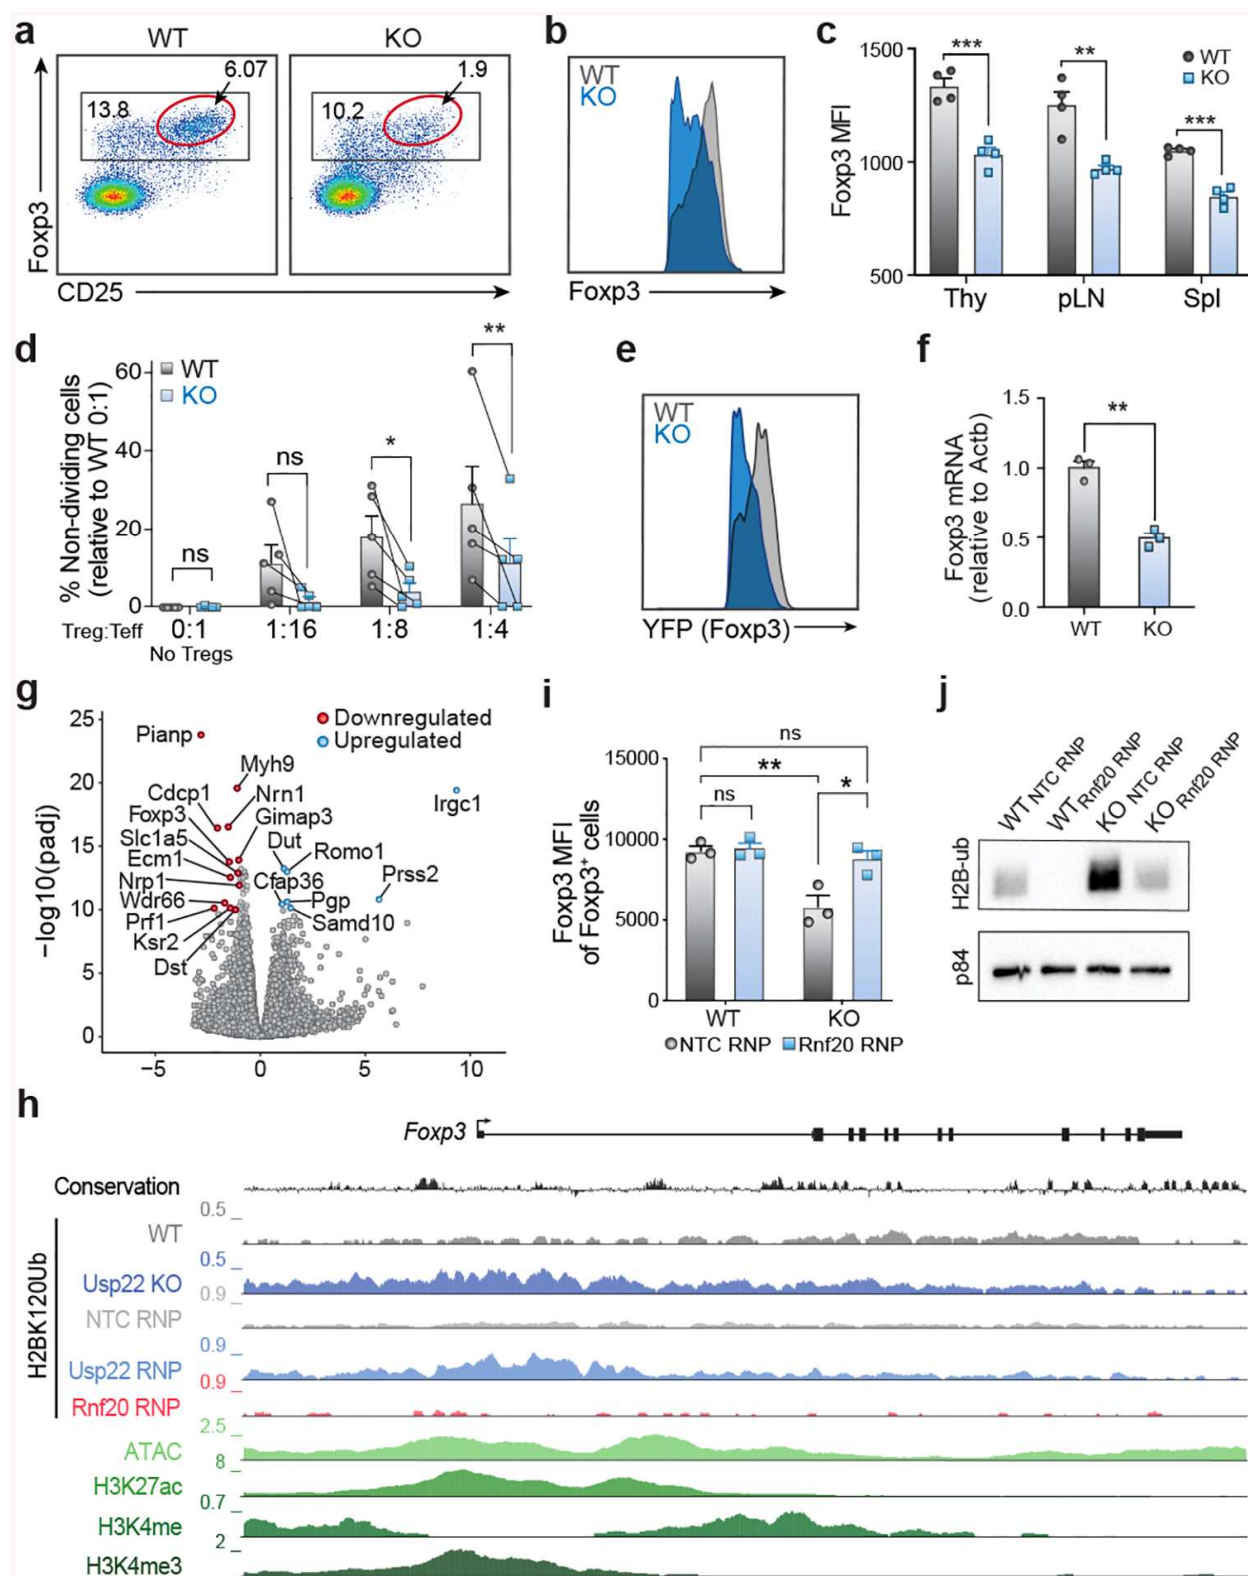 a
WT
KO
13.8
6.07
10.2
1.9
Foxp3
CD25
b
WT
KO
Foxp3
c
1500
1000
500
Foxp3 MFI
***
**
***
WT
KO
Thy pLN Spl
d
% Non-dividing cells
(relative to WT 0:1)
60
40
20
0
WT
KO
ns
ns
*
**
Treg:Teff 0:1 1:16 1:8 1:4
No Tregs
e
WT
KO
YFP (Foxp3)
f
Foxp3 mRNA
(relative to Actb)
1.5
1.0
0.5
0.0
**
WT KO
g
−log10(padj)
25
20
15
10
5
0
Downregulated
Upregulated
Pianp
Myh9
Cdcp1
Nrn1
Irgc1
Foxp3
Gimap3
Slc1a5
Dut
Romo1
Ecm1
Nrp1
Cfap36
Prss2
Wdr66
Pgp
Prf1
Samd10
Ksr2
Dst
−5 0 5 10
i
Foxp3 MFI
of Foxp3+ cells
15000
10000
5000
0
ns
**
ns
*
WT KO
NTC RNP Rnf20 RNP
j
WT NTC RNP
WT Rnf20 RNP
KO NTC RNP
KO Rnf20 RNP
H2B-ub
p84
h
Foxp3
Conservation
H2BK120Ub
0.5
WT
0.5
Usp22 KO
0.9
NTC RNP
0.9
Usp22 RNP
0.9
Rnf20 RNP
2.5
ATAC
8
H3K27ac
0.7
H3K4me
2
H3K4me3